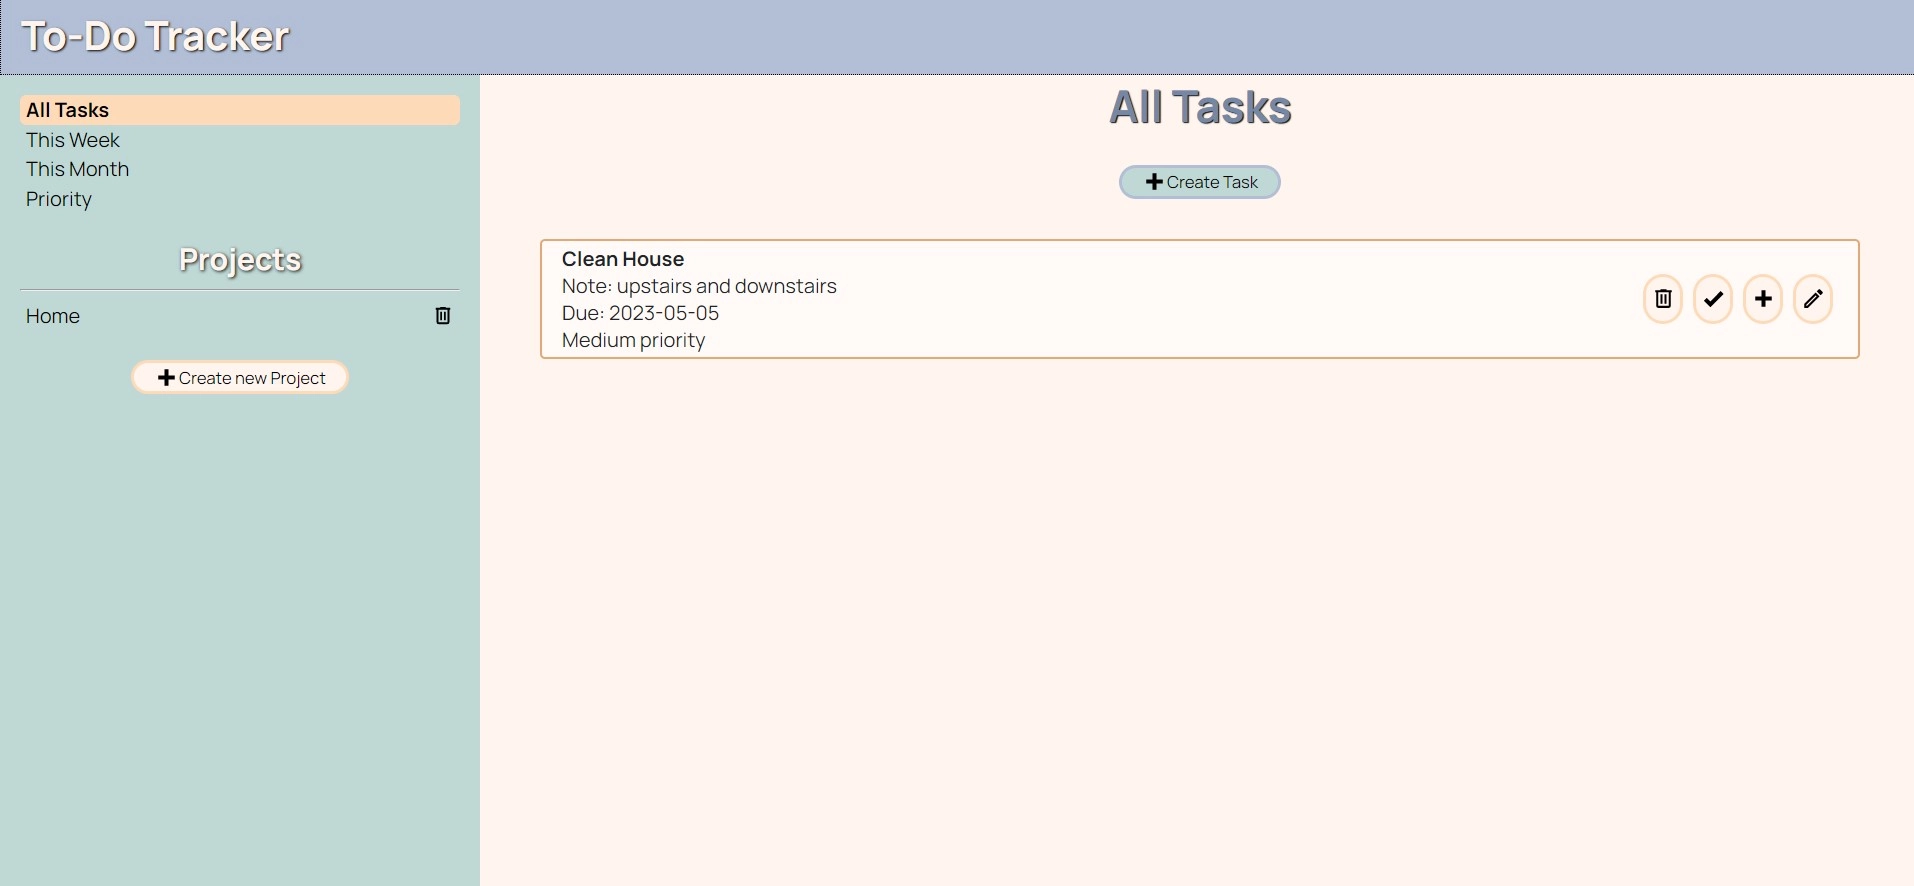 To-Do Tracker
All Tasks
This Week
This Month
Priority
Projects
Home
Create new Project
All Tasks
Create Task
Clean House
Note: upstairs and downstairs
Due: 2023-05-05
Medium priority